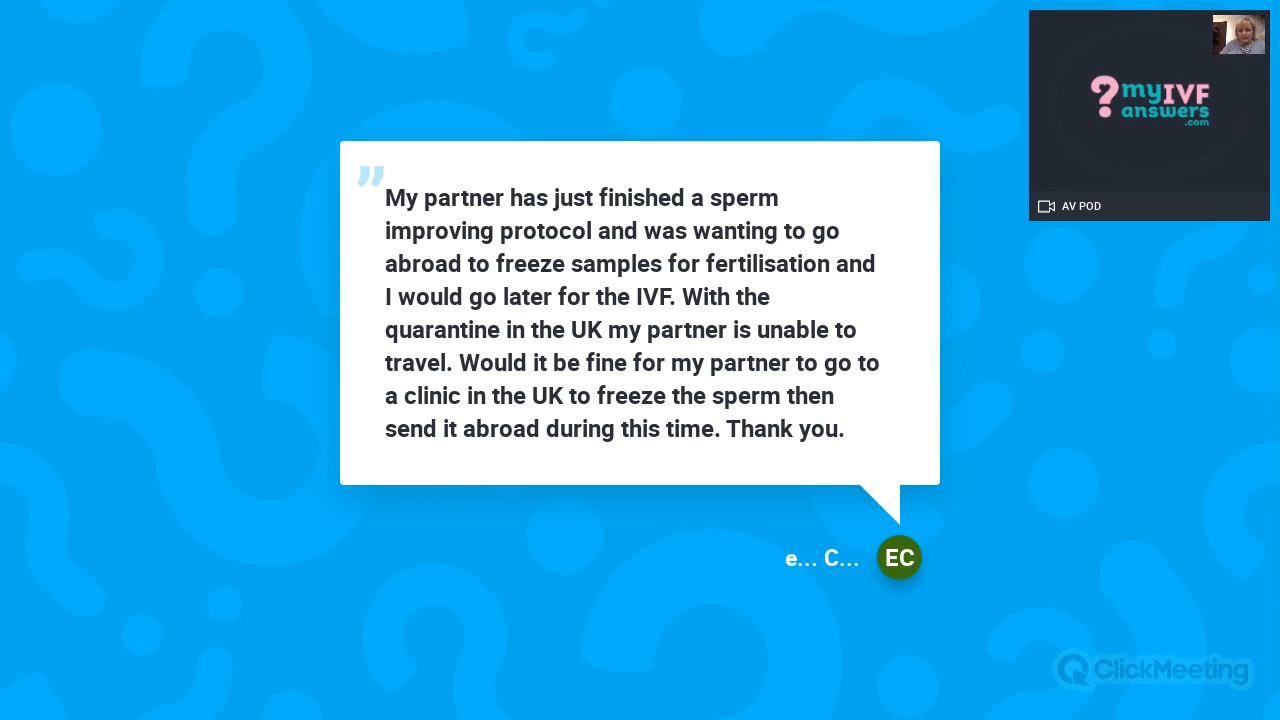 ”
My partner has just finished a sperm
improving protocol and was wanting to go
abroad to freeze samples for fertilisation and
I would go later for the IVF. With the
quarantine in the UK my partner is unable to
travel. Would it be fine for my partner to go to
a clinic in the UK to freeze the sperm then
send it abroad during this time. Thank you.
e... C... EC
?myIVF
answers
.com
AV POD
ClickMeeting